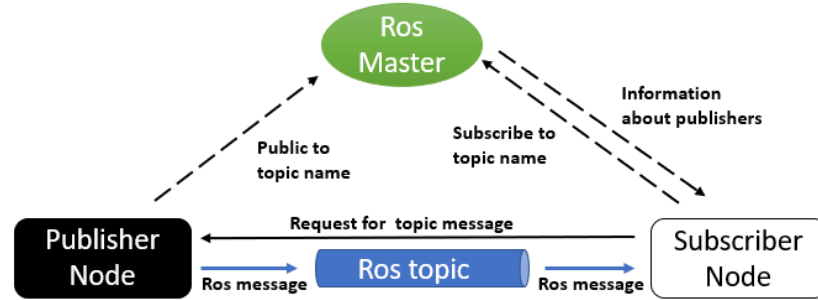 Ros
Master
Information
about publishers
Subscribe to
topic name
Public to
topic name
Request for topic message
Publisher
Node
Ros topic
Subscriber
Node
Ros message
Ros message